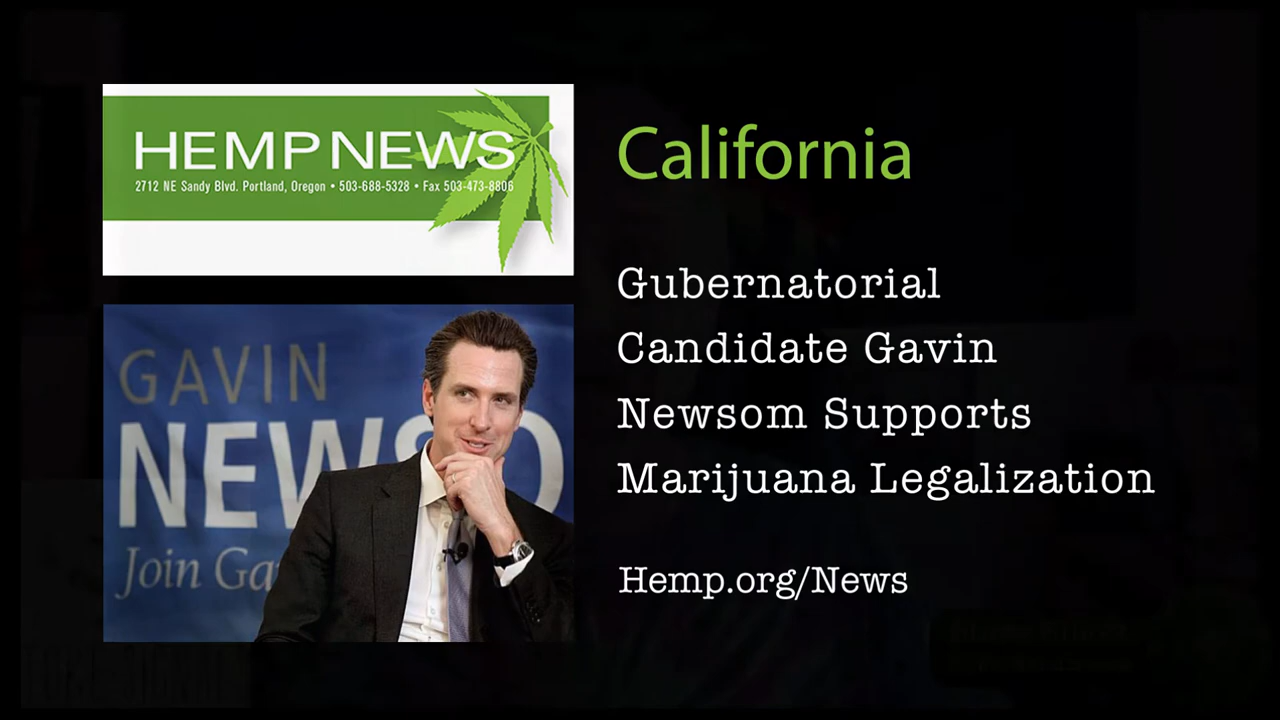 HEMP NEWS
2712 NE Sandy Blvd. Portland, Oregon • 503-688-5328 • Fax 503-473-8806
GAVIN
NEWSO
Join Ga
California
Gubernatorial
Candidate Gavin
Newsom Supports
Marijuana Legalization
Hemp.org/News